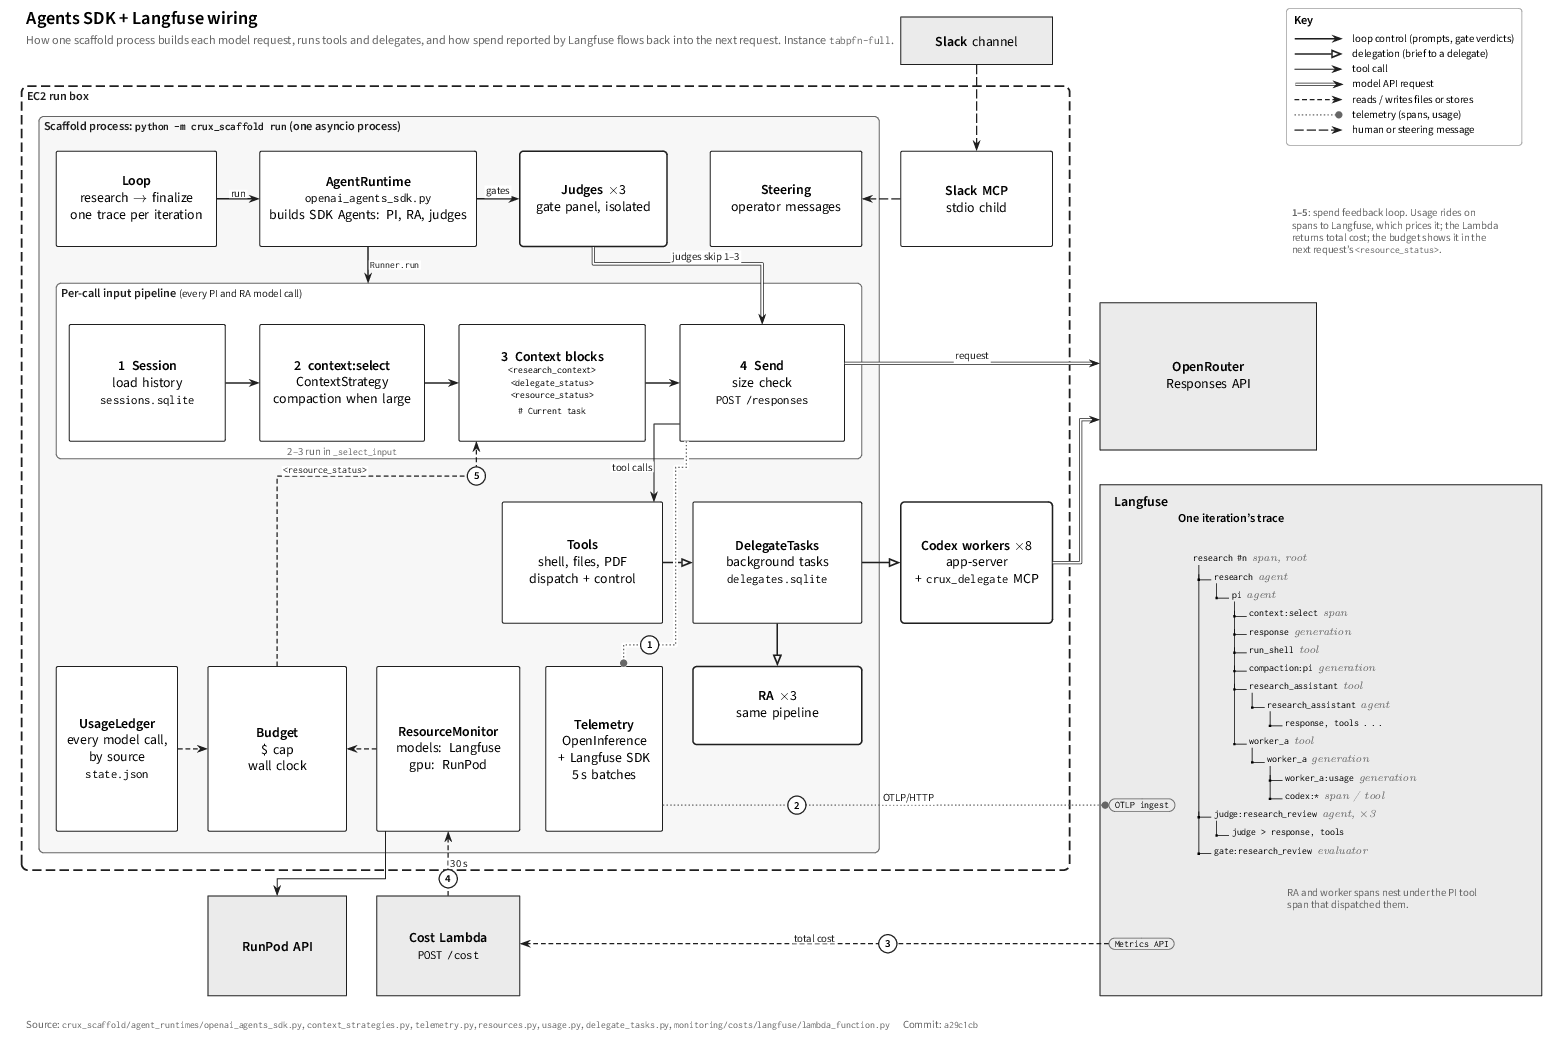 Agents SDK + Langfuse wiring
How one scaffold process builds each model request, runs tools and delegates, and how spend reported by Langfuse flows back into the next request. Instance tabpfn-full.
Slack channel
Key
loop control (prompts, gate verdicts)
delegation (brief to a delegate)
tool call
model API request
reads / writes files or stores
telemetry (spans, usage)
human or steering message
1–5: spend feedback loop. Usage rides on
spans to Langfuse, which prices it; the Lambda
returns total cost; the budget shows it in the
next request's <resource_status>.
EC2 run box
Scaffold process: python -m crux_scaffold run (one asyncio process)
Loop
research → finalize
one trace per iteration
run
AgentRuntime
openai_agents_sdk.py
builds SDK Agents: PI, RA, judges
gates
Judges ×3
gate panel, isolated
Steering
operator messages
Slack MCP
stdio child
Runner.run
judges skip 1–3
Per-call input pipeline (every PI and RA model call)
1 Session
load history
sessions.sqlite
2 context:select
ContextStrategy
compaction when large
3 Context blocks
<research_context>
<delegate_status>
<resource_status>
# Current task
4 Send
size check
POST /responses
2–3 run in _select_input
request
OpenRouter
Responses API
<resource_status>
5
tool calls
Tools
shell, files, PDF
dispatch + control
DelegateTasks
background tasks
delegates.sqlite
Codex workers ×8
app-server
+ crux_delegate MCP
1
RA ×3
same pipeline
UsageLedger
every model call,
by source
state.json
Budget
$ cap
wall clock
ResourceMonitor
models: Langfuse
gpu: RunPod
Telemetry
OpenInference
+ Langfuse SDK
5 s batches
2
OTLP/HTTP
30 s
4
RunPod API
Cost Lambda
POST /cost
total cost
3
Langfuse
One iteration's trace
research #n span, root
research agent
pi agent
context:select span
response generation
run_shell tool
compaction:pi generation
research_assistant tool
research_assistant agent
response, tools ...
worker_a tool
worker_a generation
worker_a:usage generation
codex:* span / tool
judge:research_review agent, ×3
judge > response, tools
gate:research_review evaluator
OTLP ingest
RA and worker spans nest under the PI tool
span that dispatched them.
Metrics API
Source: crux_scaffold/agent_runtimes/openai_agents_sdk.py, context_strategies.py, telemetry.py, resources.py, usage.py, delegate_tasks.py, monitoring/costs/langfuse/lambda_function.py Commit: a29c1cb